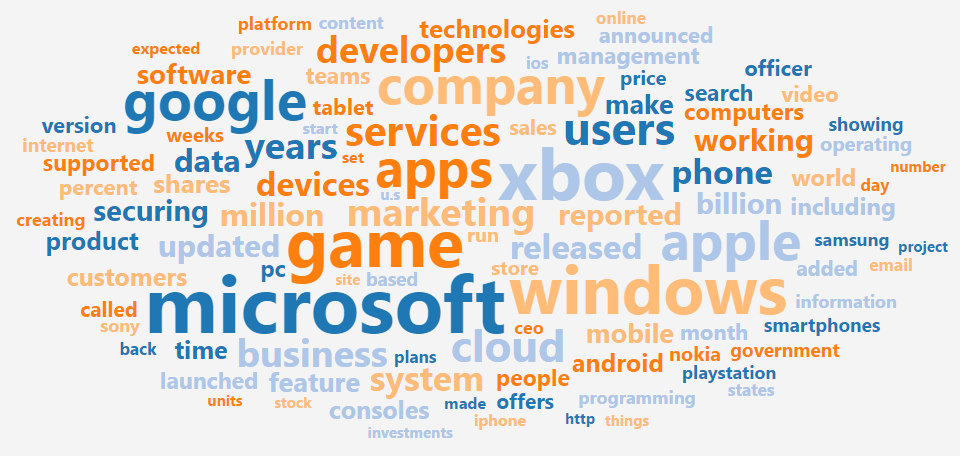 online
platform content technologies
announced
expected provider developers ios management
software teams company price officer
google tablet make search video
version weeks start services sales users computers showing
internet years set working operating
supported data apps xbox phone world number
percent shares devices u.s day
creating securing million marketing reported billion including
product updated game run released apple samsung project
customers pc site based store windows added email
called microsoft information
sony ceo mobile month smartphones
back time business plans cloud android nokia government
launched feature system people playstation
units stock consoles made offers programming states
iphone http things
investments